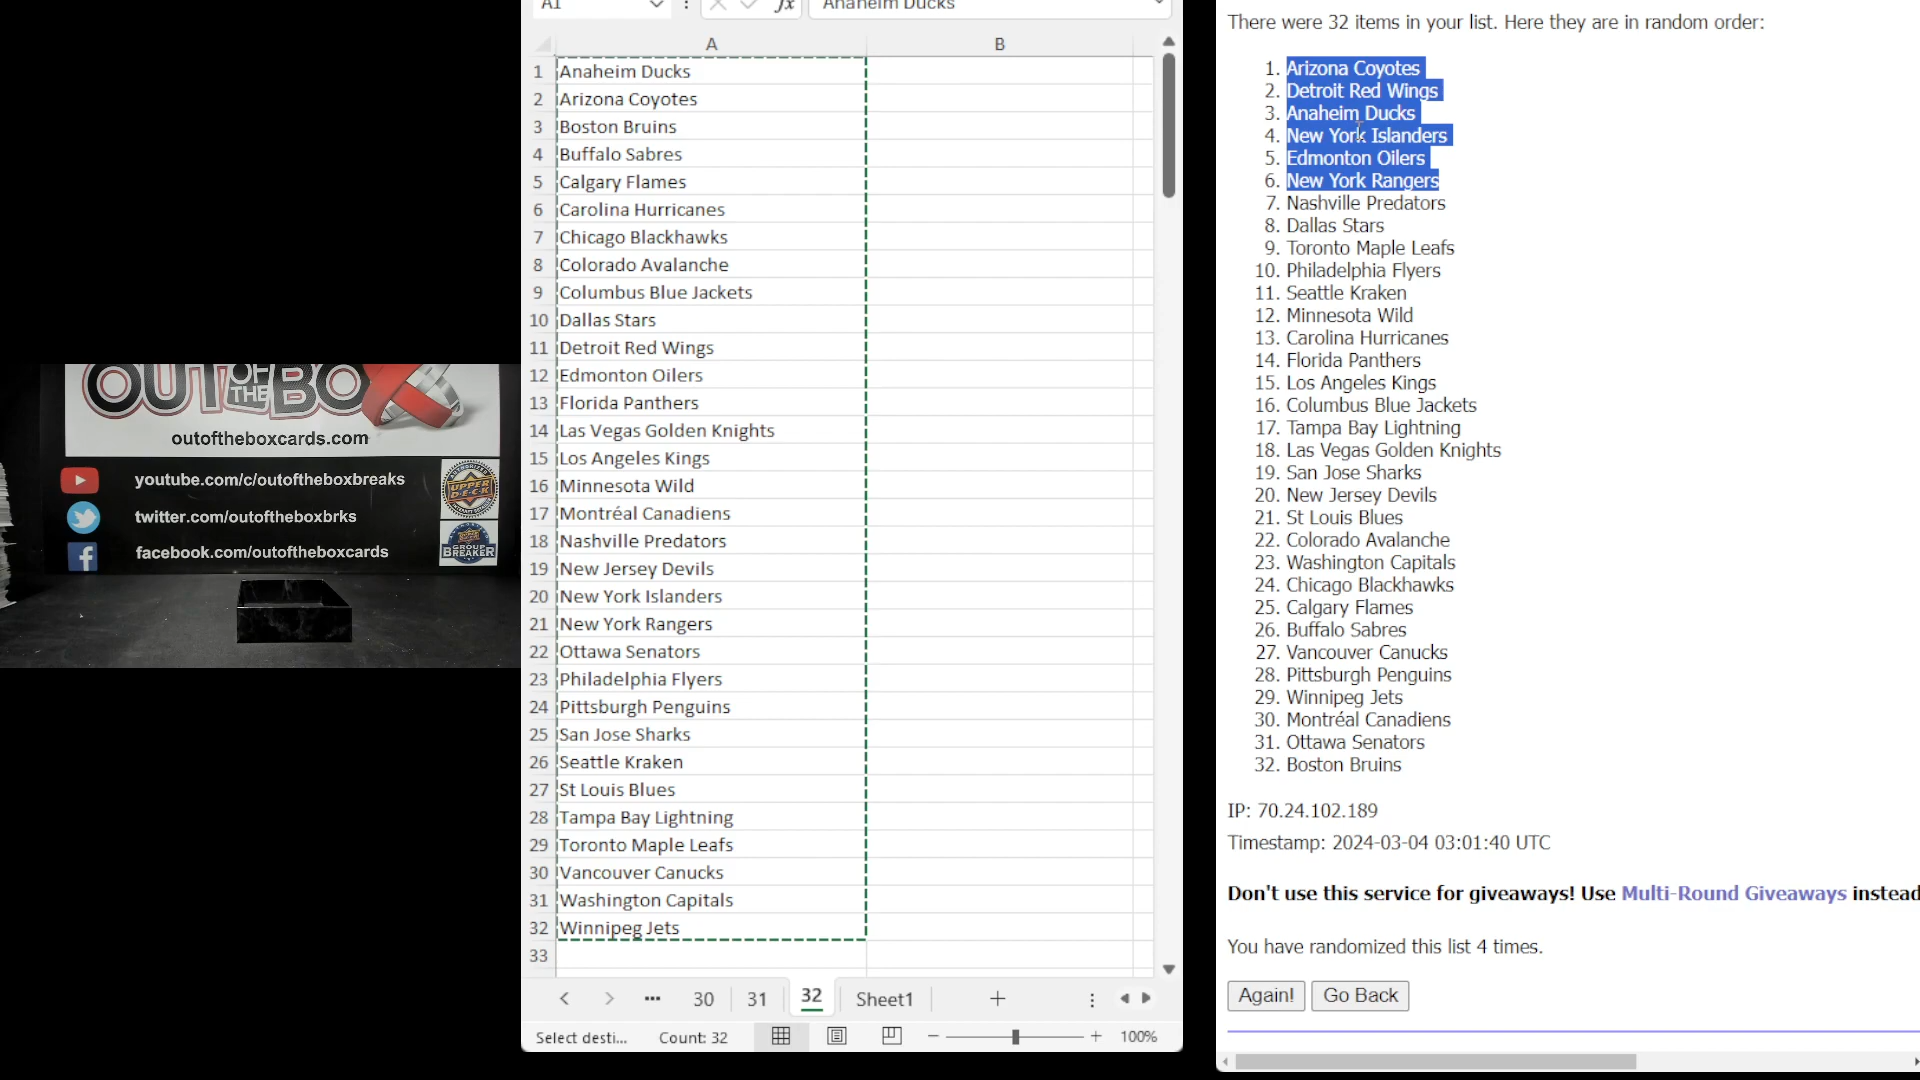 OUT OF THE BO
outoftheboxcards.com
youtube.com/c/outoftheboxbreaks
twitter.com/outoftheboxbrks
facebook.com/outoftheboxcards
UPPER DECK
UPPER DECK
GROUP BREAKER
A1
fx
Anaheim Ducks
A B
1 Anaheim Ducks
2 Arizona Coyotes
3 Boston Bruins
4 Buffalo Sabres
5 Calgary Flames
6 Carolina Hurricanes
7 Chicago Blackhawks
8 Colorado Avalanche
9 Columbus Blue Jackets
10 Dallas Stars
11 Detroit Red Wings
12 Edmonton Oilers
13 Florida Panthers
14 Las Vegas Golden Knights
15 Los Angeles Kings
16 Minnesota Wild
17 Montréal Canadiens
18 Nashville Predators
19 New Jersey Devils
20 New York Islanders
21 New York Rangers
22 Ottawa Senators
23 Philadelphia Flyers
24 Pittsburgh Penguins
25 San Jose Sharks
26 Seattle Kraken
27 St Louis Blues
28 Tampa Bay Lightning
29 Toronto Maple Leafs
30 Vancouver Canucks
31 Washington Capitals
32 Winnipeg Jets
33
... 30 31 32 Sheet1 +
Select desti... Count: 32 − + 100%
There were 32 items in your list. Here they are in random order:
1. Arizona Coyotes
2. Detroit Red Wings
3. Anaheim Ducks
4. New York Islanders
5. Edmonton Oilers
6. New York Rangers
7. Nashville Predators
8. Dallas Stars
9. Toronto Maple Leafs
10. Philadelphia Flyers
11. Seattle Kraken
12. Minnesota Wild
13. Carolina Hurricanes
14. Florida Panthers
15. Los Angeles Kings
16. Columbus Blue Jackets
17. Tampa Bay Lightning
18. Las Vegas Golden Knights
19. San Jose Sharks
20. New Jersey Devils
21. St Louis Blues
22. Colorado Avalanche
23. Washington Capitals
24. Chicago Blackhawks
25. Calgary Flames
26. Buffalo Sabres
27. Vancouver Canucks
28. Pittsburgh Penguins
29. Winnipeg Jets
30. Montréal Canadiens
31. Ottawa Senators
32. Boston Bruins
IP: 70.24.102.189
Timestamp: 2024-03-04 03:01:40 UTC
Don't use this service for giveaways! Use Multi-Round Giveaways instead
You have randomized this list 4 times.
Again! Go Back